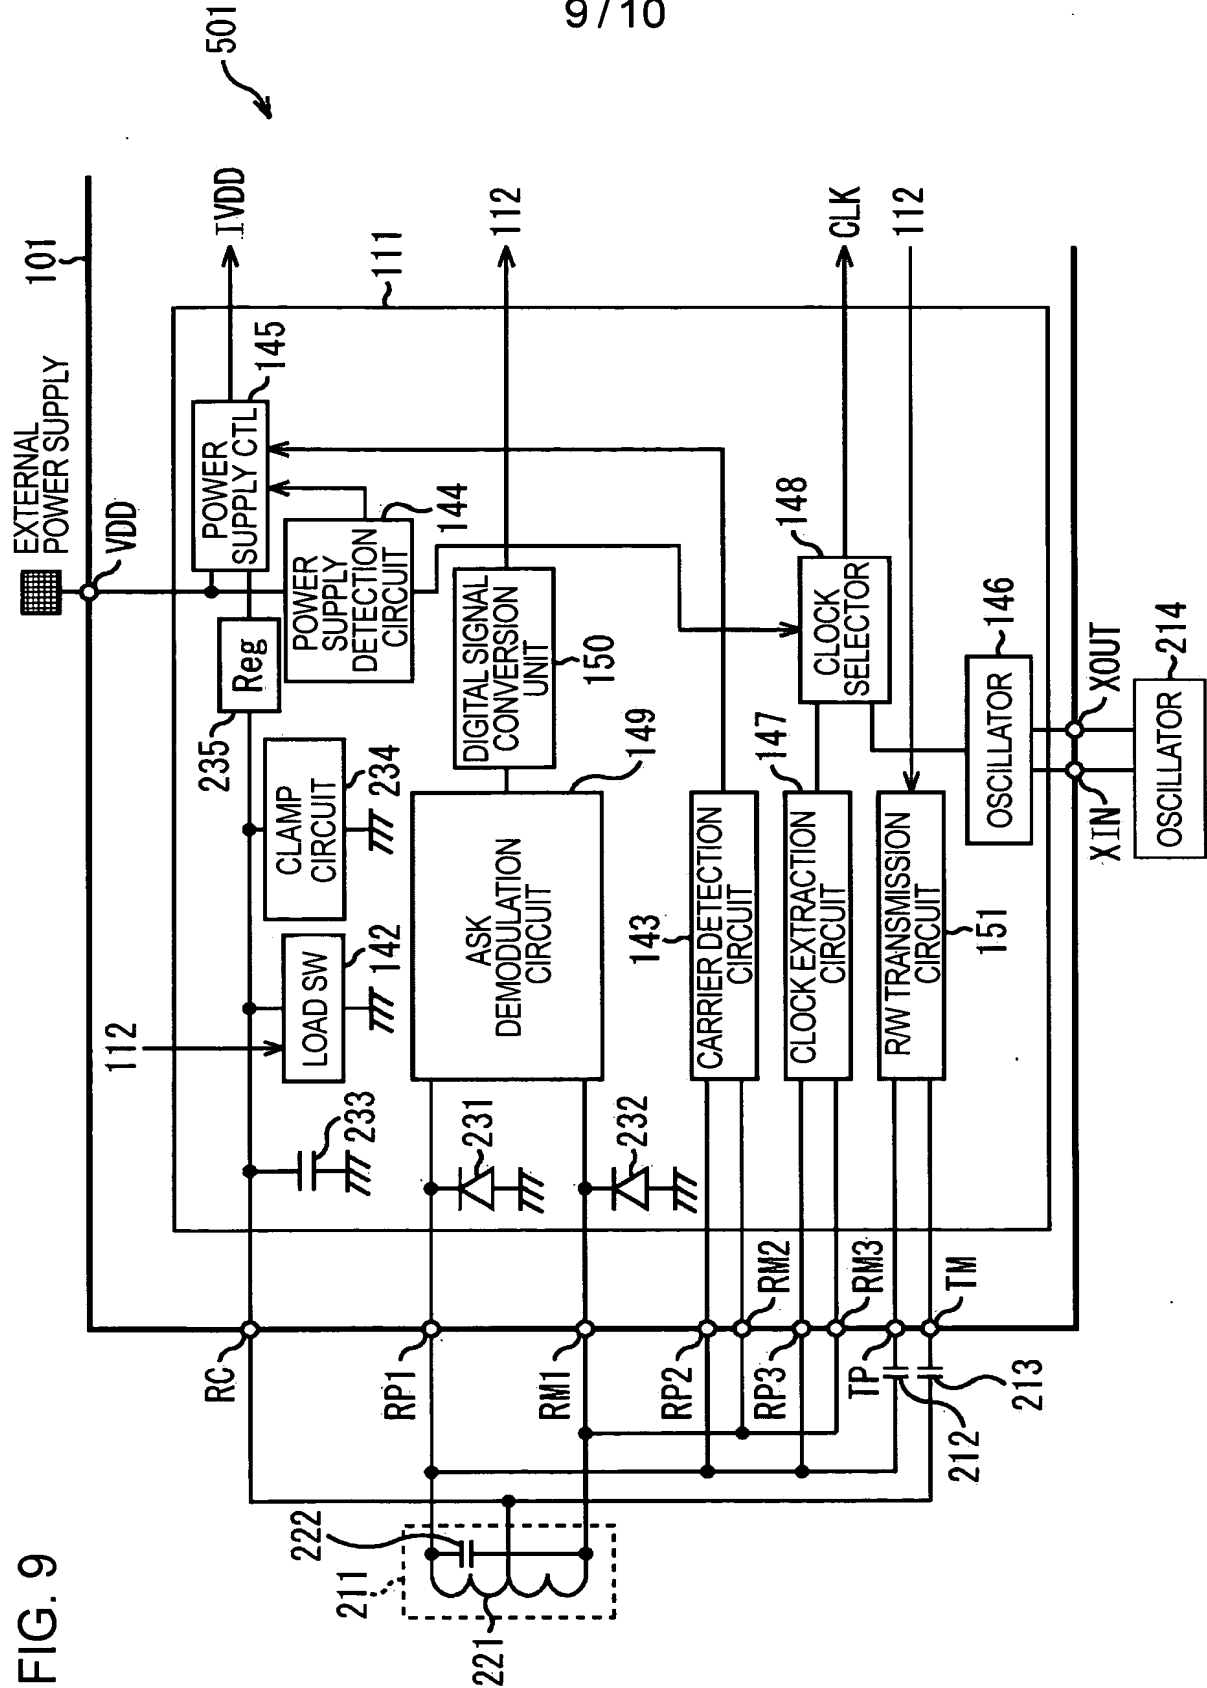 9/10
FIG. 9
501
EXTERNAL
POWER SUPPLY
VDD
101
IVDD
111
POWER
SUPPLY CTL
145
Reg
235
POWER
SUPPLY
DETECTION
CIRCUIT
144
112
CLAMP
CIRCUIT
234
DIGITAL SIGNAL
CONVERSION
UNIT
150
112
LOAD SW
142
233
ASK
DEMODULATION
CIRCUIT
149
231
232
CLK
CLOCK
SELECTOR
148
112
CARRIER DETECTION
CIRCUIT
143
CLOCK EXTRACTION
CIRCUIT
147
R/W TRANSMISSION
CIRCUIT
151
OSCILLATOR
146
XIN
XOUT
OSCILLATOR
214
RC
RP1
RM1
RP2
RM2
RP3
RM3
TP
TM
212
213
211
222
221